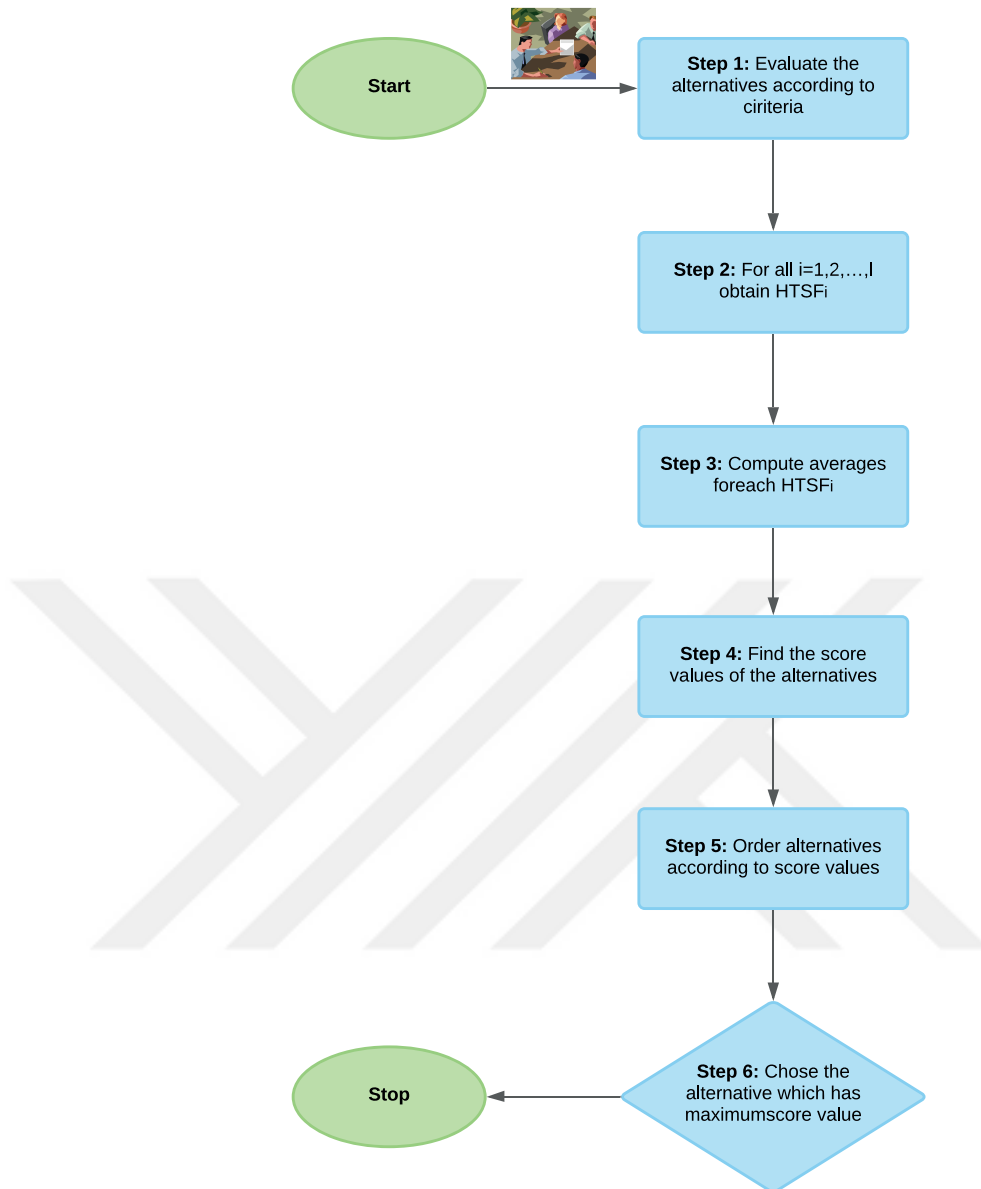 Start
Step 1: Evaluate the
alternatives according to
ciriteria
Step 2: For all i=1,2,…,l
obtain HTSFi
Step 3: Compute averages
foreach HTSFi
Step 4: Find the score
values of the alternatives
Step 5: Order alternatives
according to score values
Step 6: Chose the
alternative which has
maximumscore value
Stop